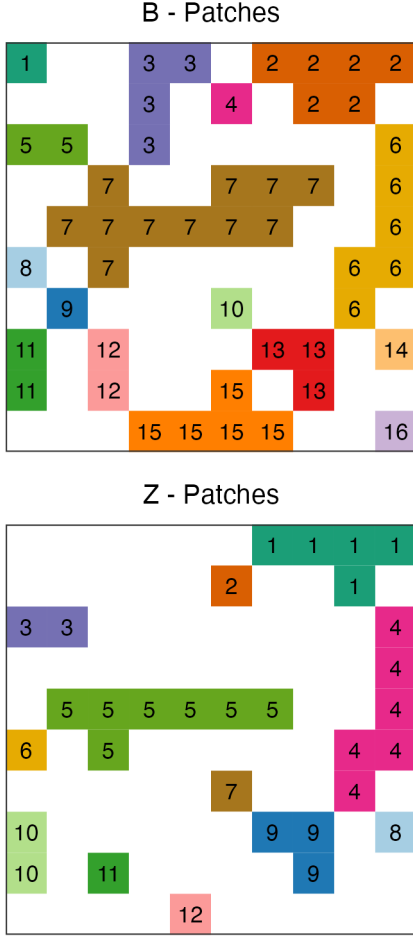 B - Patches
1 3 3 2 2 2 2
3 4 2 2
5 5 3 6
7 7 7 7 6
7 7 7 7 7 7 6
8 7 6 6
9 10 6
11 12 13 13 14
11 12 15 13
15 15 15 15 16
Z - Patches
1 1 1 1
2 1
3 3 4
4
5 5 5 5 5 5 4
6 5 4 4
7 4
10 9 9 8
10 11 9
12